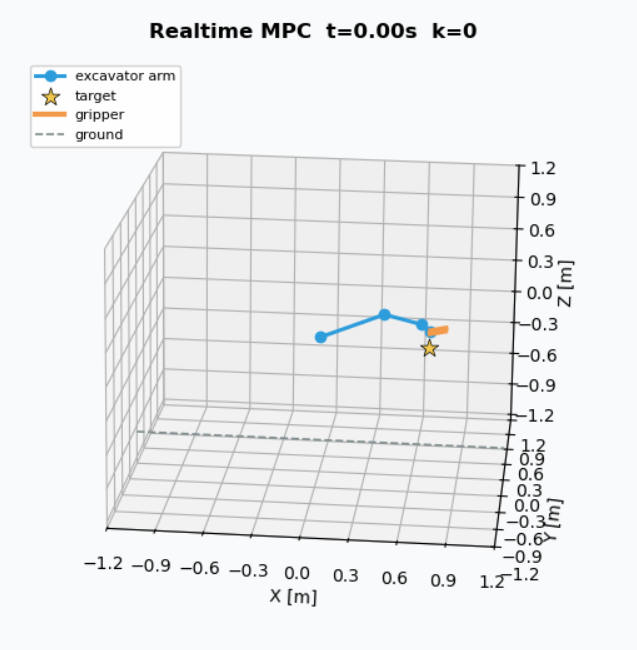 Realtime MPC  t=0.00s  k=0
excavator arm
target
gripper
ground
1.2
0.9
0.6
0.3
0.0
−0.3
−0.6
−0.9
−1.2
Z [m]
1.2
0.9
0.6
0.3
0.0
−0.3
−0.6
−0.9
−1.2
Y [m]
−1.2 −0.9 −0.6 −0.3 0.0 0.3 0.6 0.9 1.2
X [m]